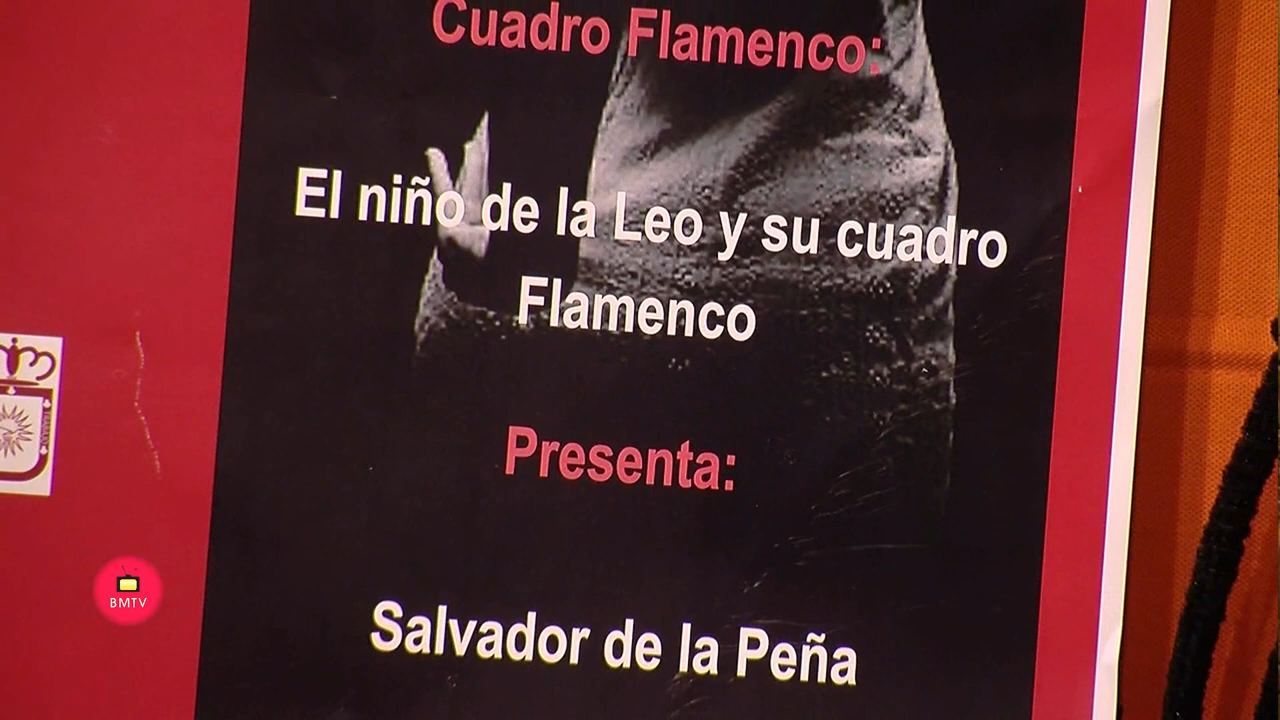 Cuadro Flamenco:
El niño de la Leo y su cuadro
Flamenco
Presenta:
Salvador de la Peña
BMTV